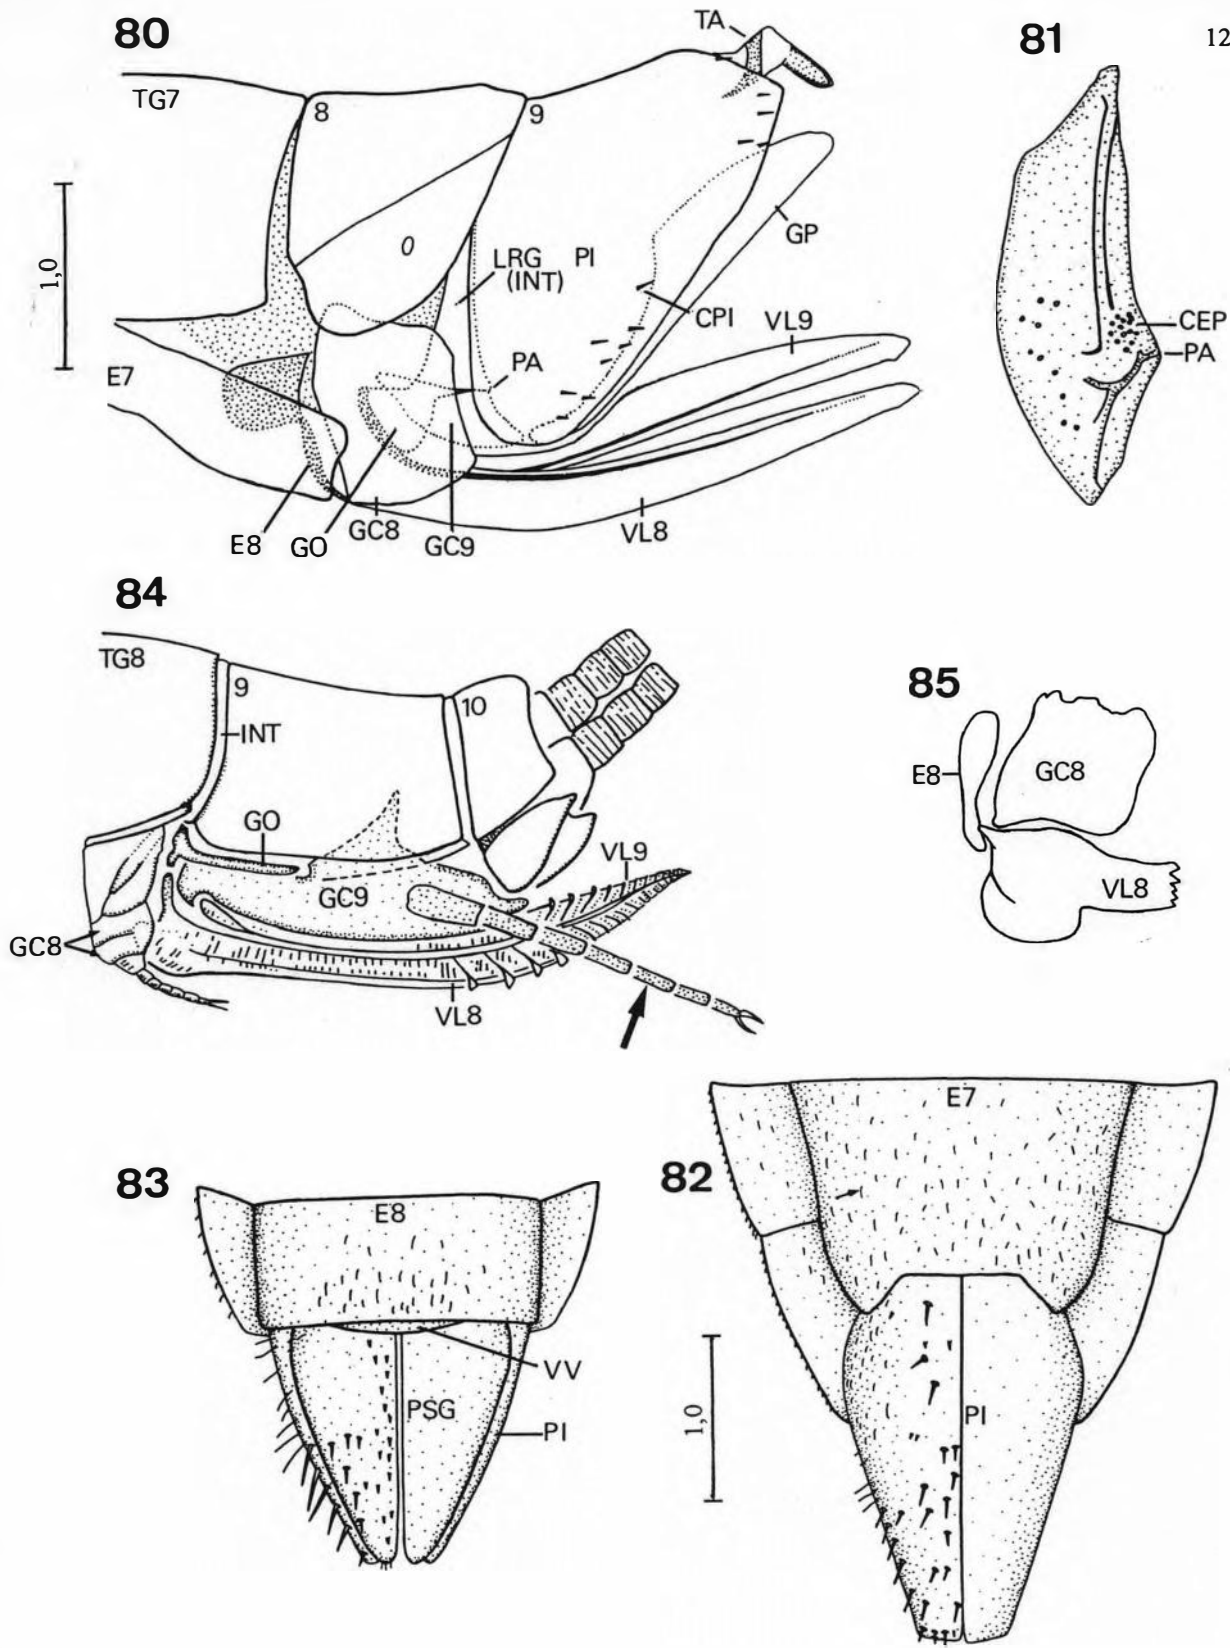 80
TA
81
12
TG7
8
9
1,0
O
GP
LRG PI
(INT)
CPI
VL9
CEP
PA
PA
E7
E8
GO
GC8
GC9
VL8
84
TG8
9
10
INT
85
E8
GC8
GO
VL9
GC9
VL8
GC8
VL8
83
E8
82
E7
VV
PSG
PI
PI
1,0